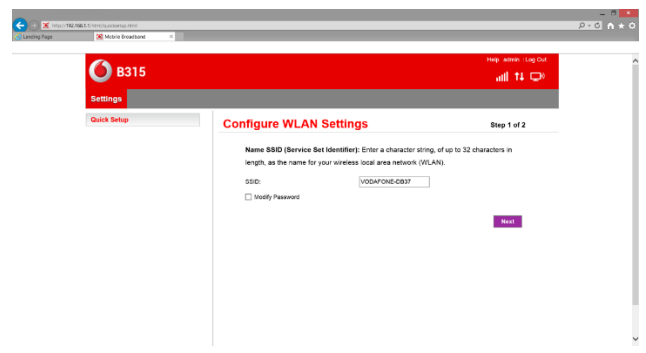 Landing Page
Mobile Broadband
Help admin Log Out
B315
Settings
Quick Setup
Configure WLAN Settings
Step 1 of 2
Name SSID (Service Set Identifier): Enter a character string, of up to 32 characters in
length, as the name for your wireless local area network (WLAN).
SSID:
VODAFONE-DB37
Modify Password
Next